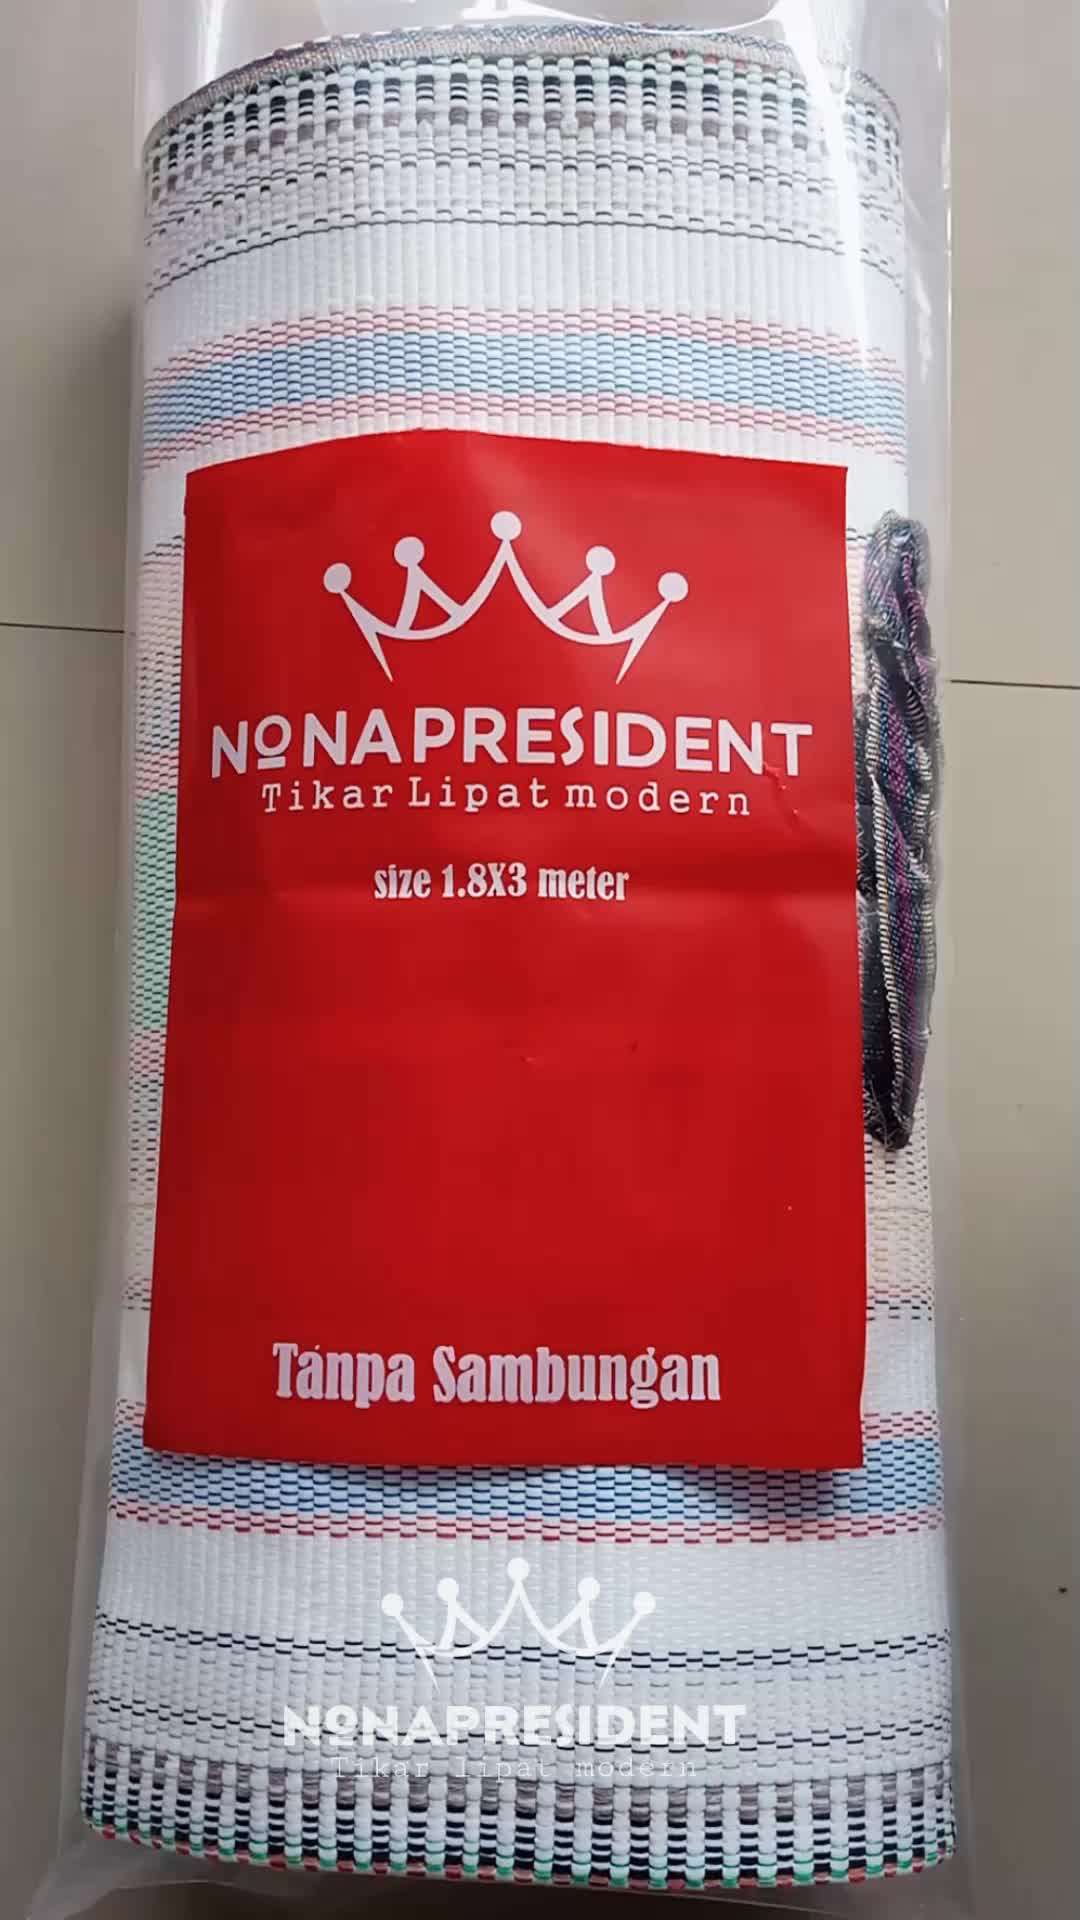 NONAPRESIDENT
Tikar Lipat modern
size 1.8X3 meter
Tanpa Sambungan
NONAPRESIDENT
Tikar lipat modern